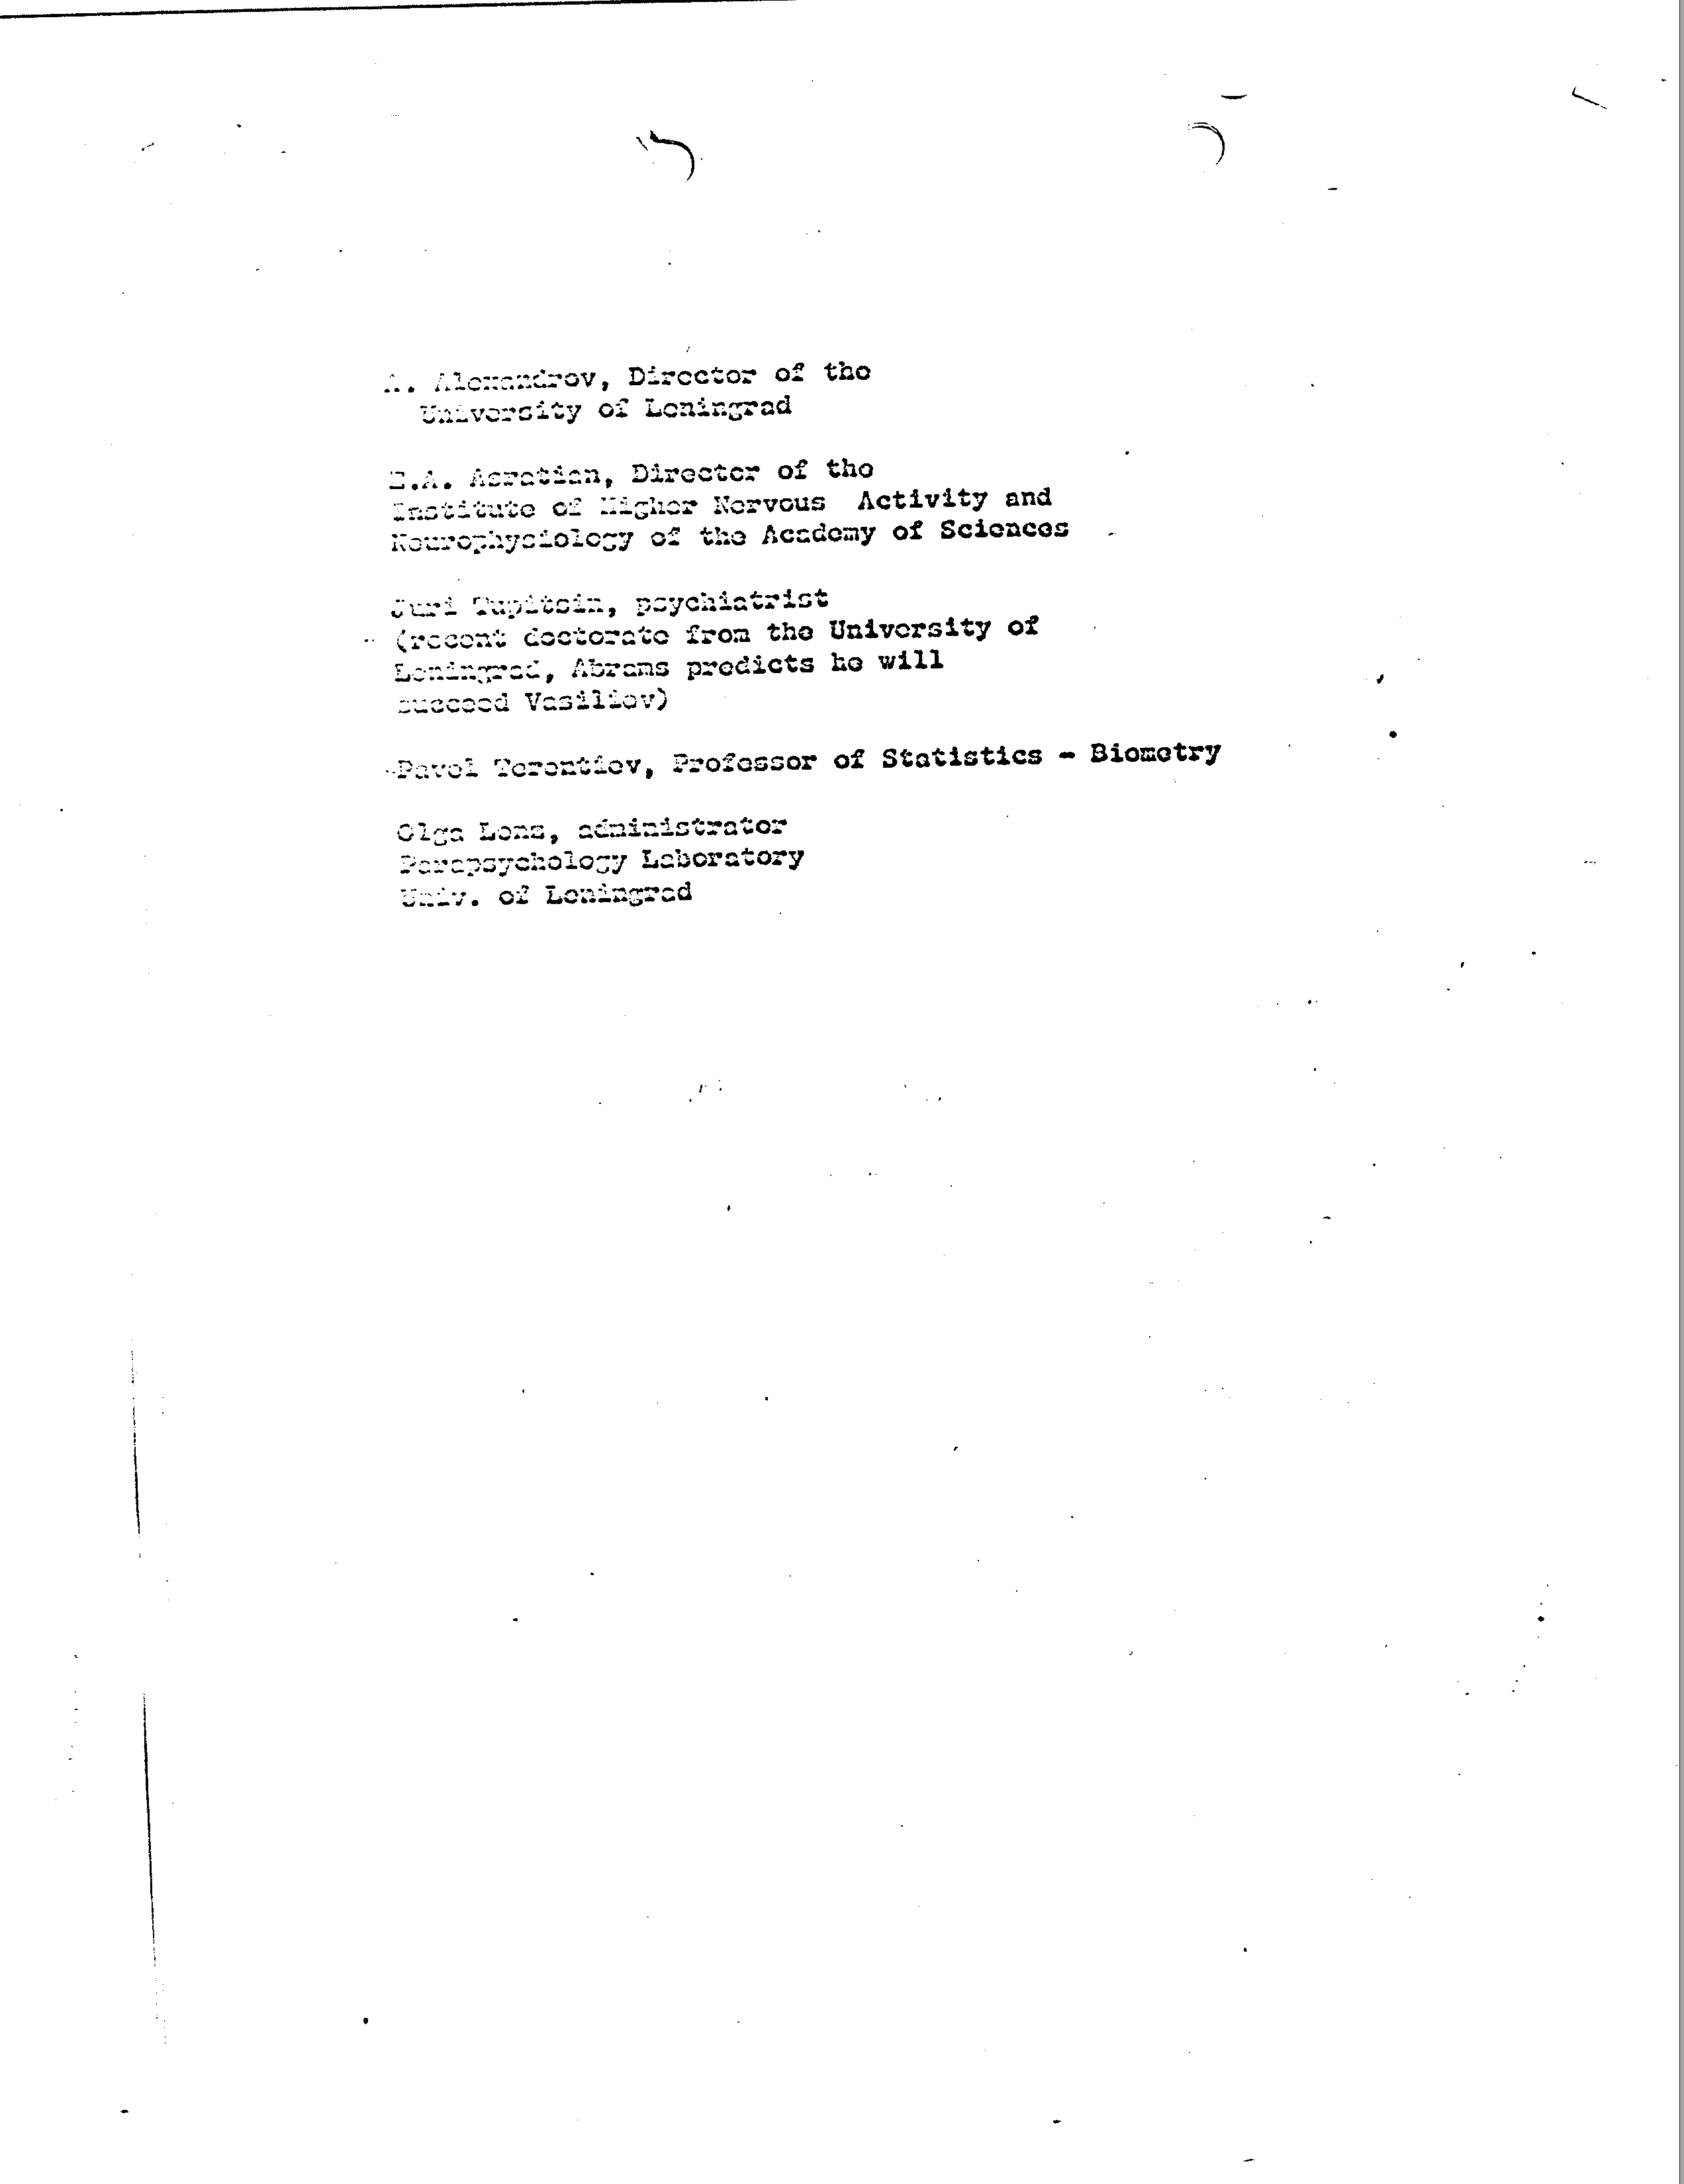 A. Alexandrov, Director of the
University of Leningrad
E.A. Asratian, Director of the
Institute of Higher Nervous Activity and
Neurophysiology of the Academy of Sciences
Juri Tupitsin, psychiatrist
(recent doctorate from the University of
Leningrad, Abrams predicts he will
succeed Vasiliev)
Pavel Terentiev, Professor of Statistics - Biometry
Olga Lenz, administrator
Parapsychology Laboratory
Univ. of Leningrad